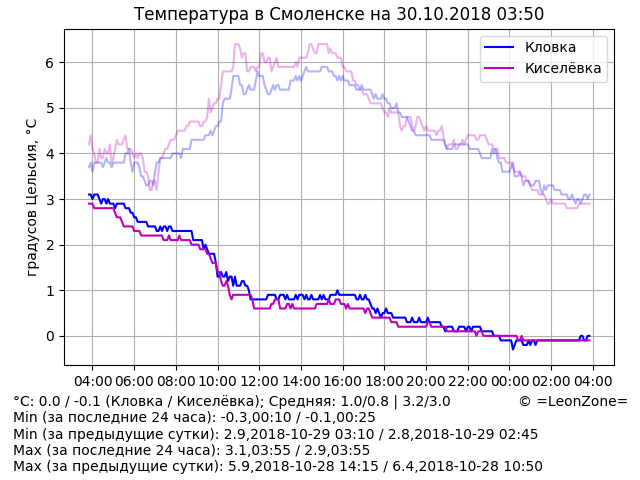 Температура в Смоленске на 30.10.2018 03:50
градусов Цельсия, °C
6
5
4
3
2
1
0
Кловка
Киселёвка
04:00 06:00 08:00 10:00 12:00 14:00 16:00 18:00 20:00 22:00 00:00 02:00 04:00
°C: 0.0 / -0.1 (Кловка / Киселёвка); Средняя: 1.0/0.8 | 3.2/3.0 © =LeonZone=
Min (за последние 24 часа): -0.3,00:10 / -0.1,00:25
Min (за предыдущие сутки): 2.9,2018-10-29 03:10 / 2.8,2018-10-29 02:45
Max (за последние 24 часа): 3.1,03:55 / 2.9,03:55
Max (за предыдущие сутки): 5.9,2018-10-28 14:15 / 6.4,2018-10-28 10:50